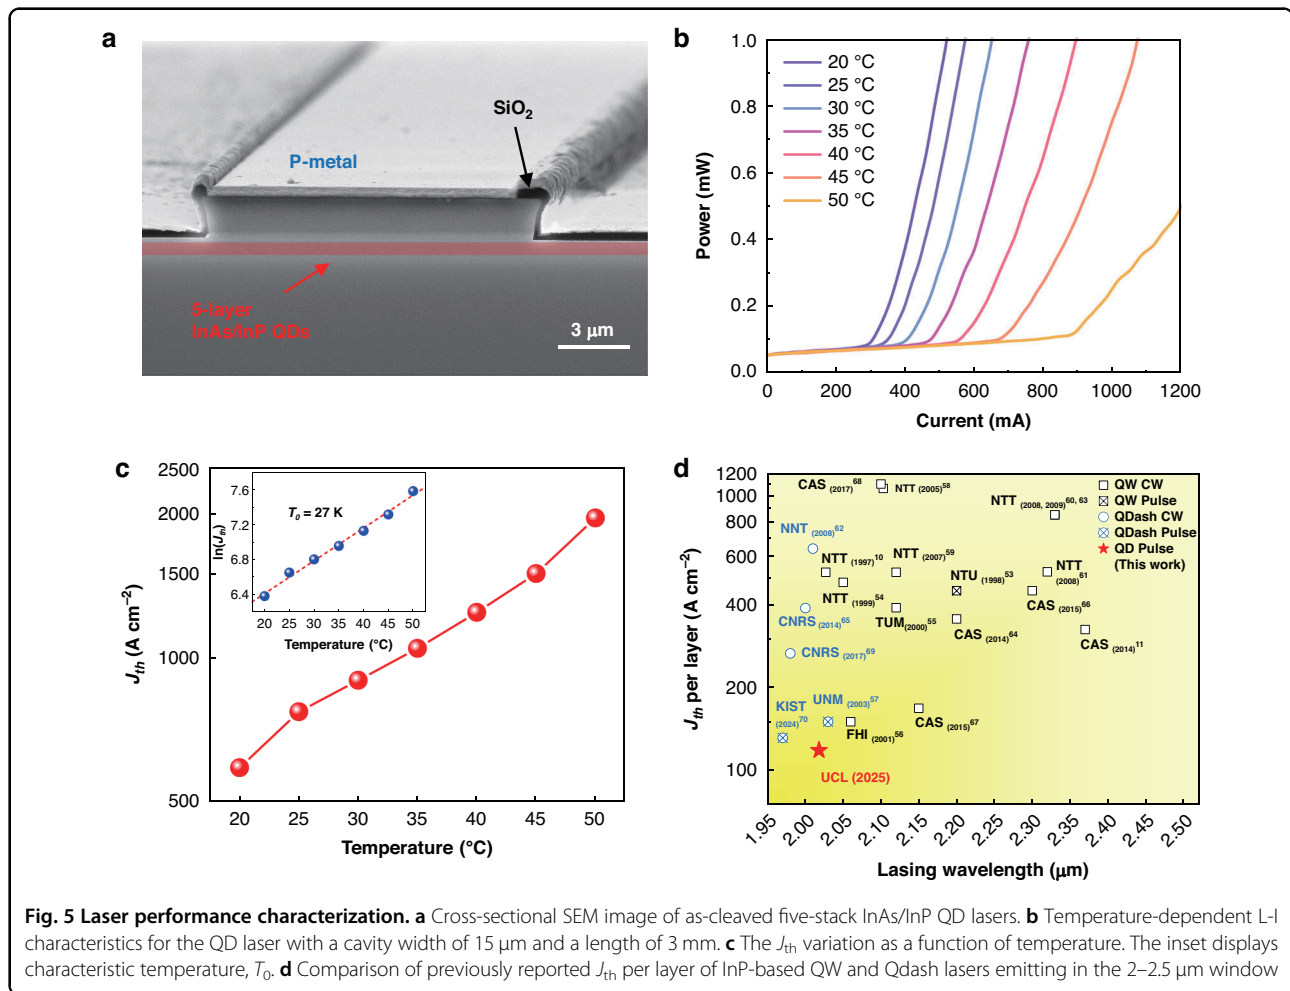 a
SiO2
P-metal
5-layer
InAs/InP QDs
3 μm
b
1.0
0.8
0.6
0.4
0.2
0.0
Power (mW)
20 °C
25 °C
30 °C
35 °C
40 °C
45 °C
50 °C
0 200 400 600 800 1000 1200
Current (mA)
c
2500
2000
1500
1000
500
Jth (A cm−2)
20 25 30 35 40 45 50
Temperature (°C)
7.6
7.2
6.8
6.4
ln(Jth)
T0 = 27 K
20 25 30 35 40 45 50
Temperature (°C)
d
1200
1000
800
600
400
200
100
Jth per layer (A cm−2)
CAS (2017)68
NTT (2005)58
NTT (2008, 2009)60, 63
QW CW
QW Pulse
QDash CW
QDash Pulse
QD Pulse
(This work)
NNT
(2008)62
NTT (1997)10
NTT (2007)59
NTU
(1998)53
NTT
(2008)61
NTT
(1999)54
CAS
(2015)66
CNRS
(2014)65
TUM
(2000)55
CAS
(2014)64
CAS
(2014)11
CNRS
(2017)69
KIST
(2024)70
UNM
(2003)57
FHI
(2001)56
CAS
(2015)67
UCL (2025)
1.95 2.00 2.05 2.10 2.15 2.20 2.25 2.30 2.35 2.40 2.45 2.50
Lasing wavelength (μm)
Fig. 5 Laser performance characterization. a Cross-sectional SEM image of as-cleaved five-stack InAs/InP QD lasers. b Temperature-dependent L-I
characteristics for the QD laser with a cavity width of 15 μm and a length of 3 mm. c The Jth variation as a function of temperature. The inset displays
characteristic temperature, T0. d Comparison of previously reported Jth per layer of InP-based QW and Qdash lasers emitting in the 2–2.5 μm window